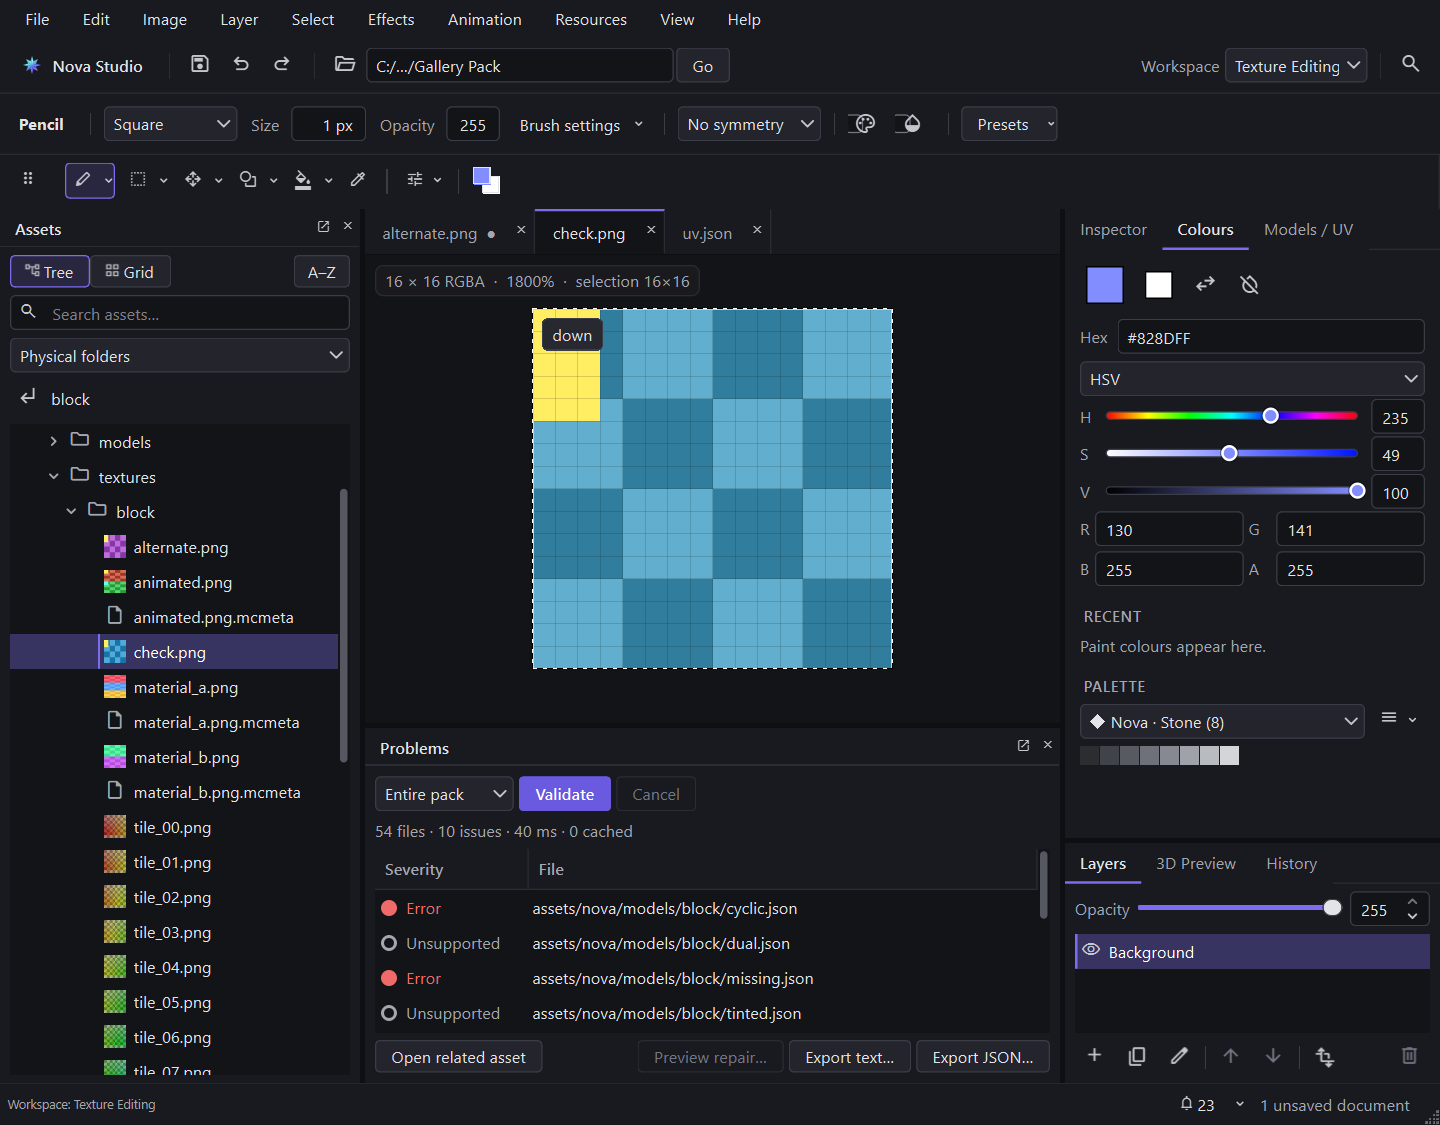 File Edit Image Layer Select Effects Animation Resources View Help
Nova Studio C:/.../Gallery Pack Go Workspace Texture Editing
Pencil Square Size 1 px Opacity 255 Brush settings No symmetry Presets
Assets
Tree Grid A–Z
Search assets...
Physical folders
block
models
textures
block
alternate.png
animated.png
animated.png.mcmeta
check.png
material_a.png
material_a.png.mcmeta
material_b.png
material_b.png.mcmeta
tile_00.png
tile_01.png
tile_02.png
tile_03.png
tile_04.png
tile_05.png
tile_06.png
tile_07.png
alternate.png check.png uv.json
16 × 16 RGBA · 1800% · selection 16×16
down
Problems
Entire pack Validate Cancel
54 files · 10 issues · 40 ms · 0 cached
Severity File
Error assets/nova/models/block/cyclic.json
Unsupported assets/nova/models/block/dual.json
Error assets/nova/models/block/missing.json
Unsupported assets/nova/models/block/tinted.json
Open related asset Preview repair... Export text... Export JSON...
Inspector Colours Models / UV
Hex #828DFF
HSV
H 235
S 49
V 100
R 130 G 141
B 255 A 255
RECENT
Paint colours appear here.
PALETTE
Nova · Stone (8)
Layers 3D Preview History
Opacity 255
Background
Workspace: Texture Editing 23 1 unsaved document